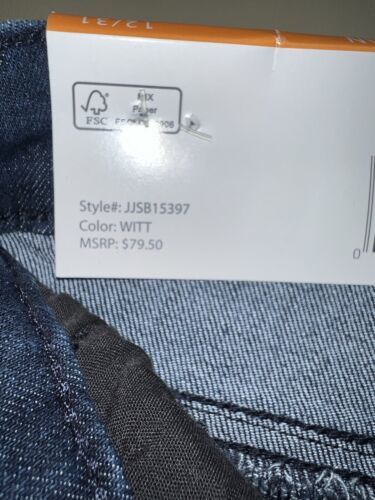 12/31
MIX
Paper
FSC
Style#: JJSB15397
Color: WITT
MSRP: $79.50
0